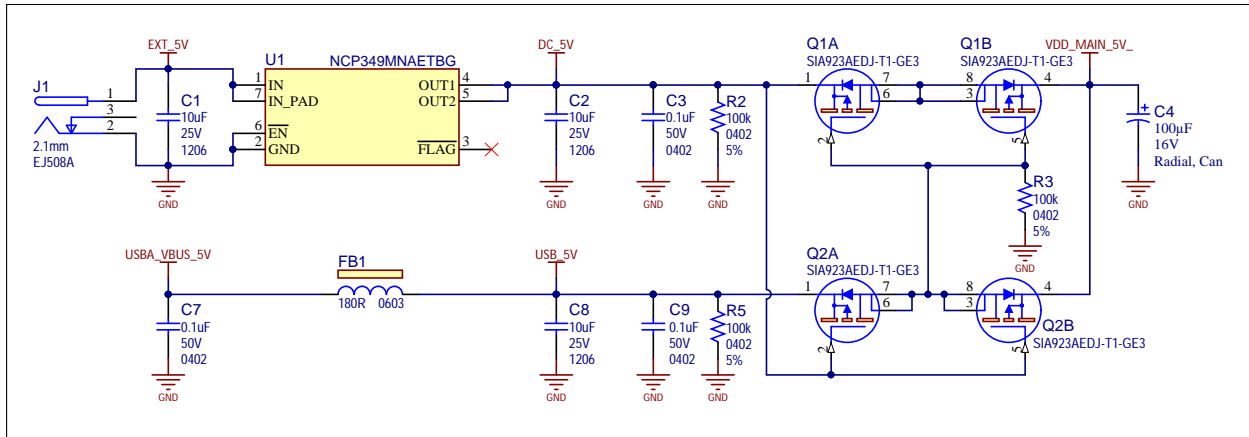 EXT_5V
U1
NCP349MNAETBG
DC_5V
Q1A
SIA923AEDJ-T1-GE3
Q1B
SIA923AEDJ-T1-GE3
VDD_MAIN_5V_
J1
1
3
2
2.1mm
EJ508A
C1
10uF
25V
1206
GND
1
7
6
2
IN
IN_PAD
EN
GND
OUT1
OUT2
FLAG
4
5
3
C2
10uF
25V
1206
GND
C3
0.1uF
50V
0402
GND
R2
100k
0402
5%
GND
1
7
6
2
8
3
4
5
C4
100µF
16V
Radial, Can
GND
R3
100k
0402
5%
GND
USBA_VBUS_5V
FB1
180R 0603
USB_5V
Q2A
SIA923AEDJ-T1-GE3
C7
0.1uF
50V
0402
GND
C8
10uF
25V
1206
GND
C9
0.1uF
50V
0402
GND
R5
100k
0402
5%
GND
1
7
6
2
8
3
4
5
Q2B
SIA923AEDJ-T1-GE3